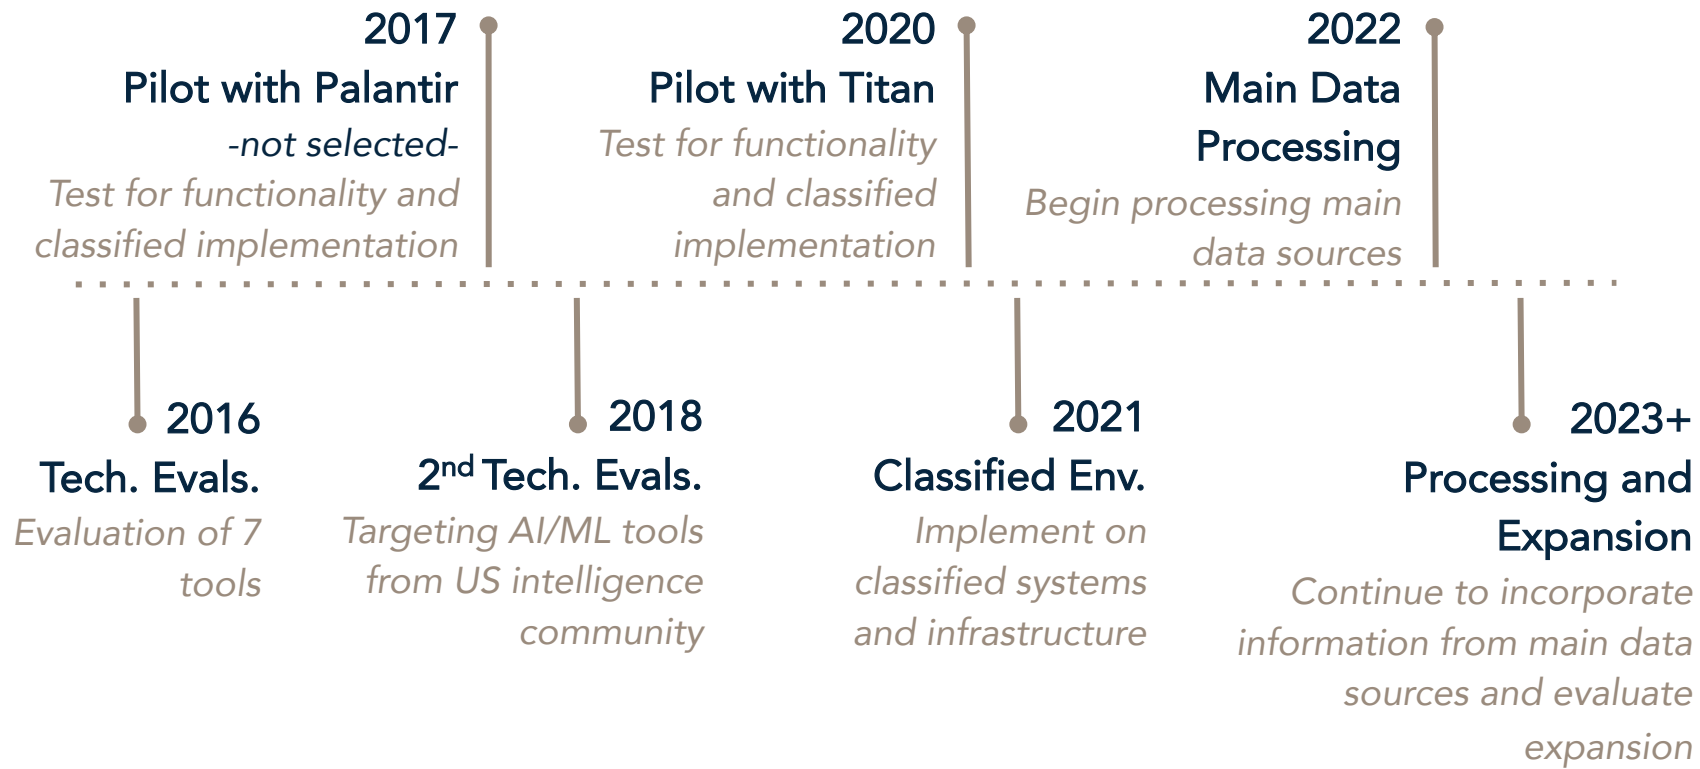 2017
Pilot with Palantir
-not selected-
Test for functionality and
classified implementation
2020
Pilot with Titan
Test for functionality
and classified
implementation
2022
Main Data
Processing
Begin processing main
data sources
2016
Tech. Evals.
Evaluation of 7
tools
2018
2nd Tech. Evals.
Targeting AI/ML tools
from US intelligence
community
2021
Classified Env.
Implement on
classified systems
and infrastructure
2023+
Processing and
Expansion
Continue to incorporate
information from main data
sources and evaluate
expansion